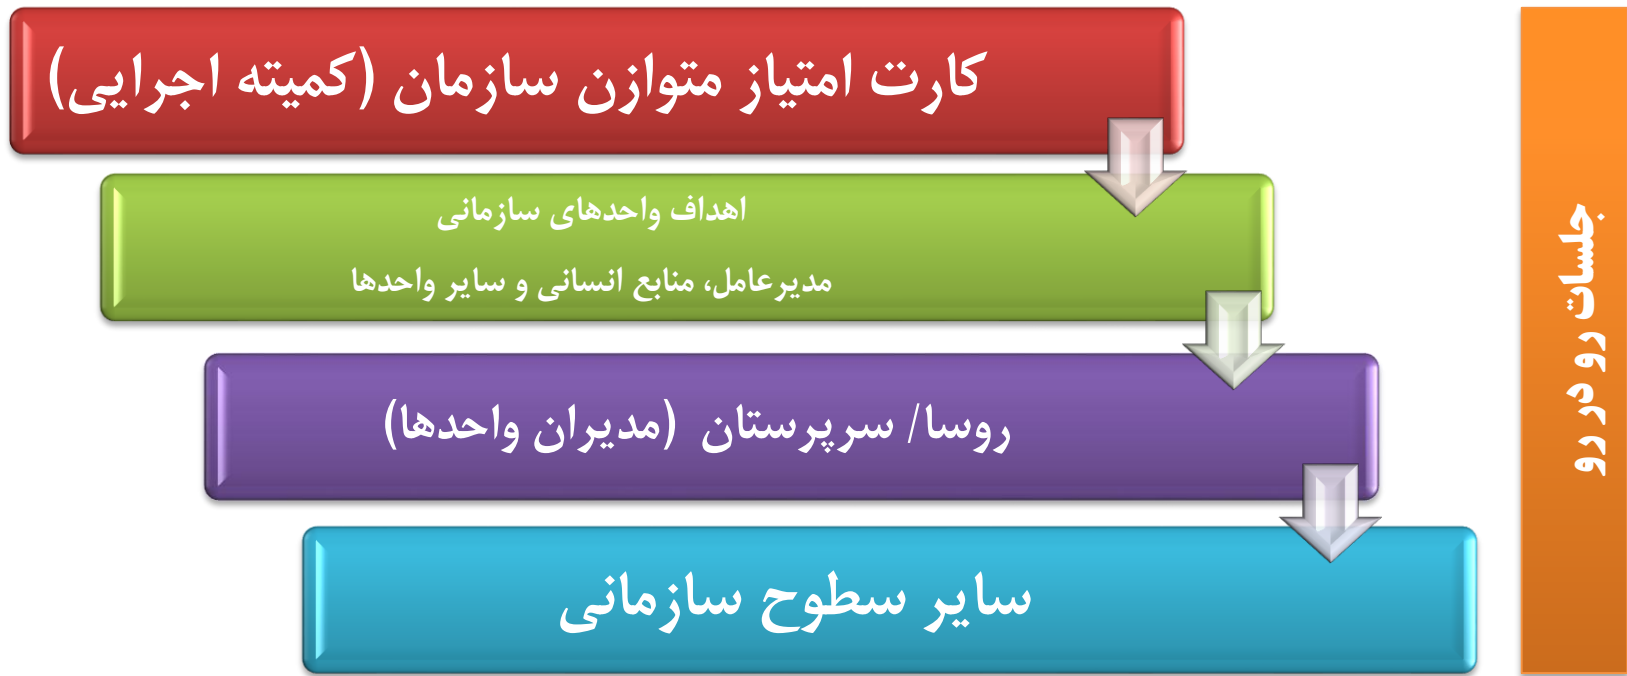 کارت امتیاز متوازن سازمان (کمیته اجرایی)
اهداف واحدهای سازمانی
مدیرعامل، منابع انسانی و سایر واحدها
روسا/ سرپرستان (مدیران واحدها)
سایر سطوح سازمانی
جلسات رو در رو